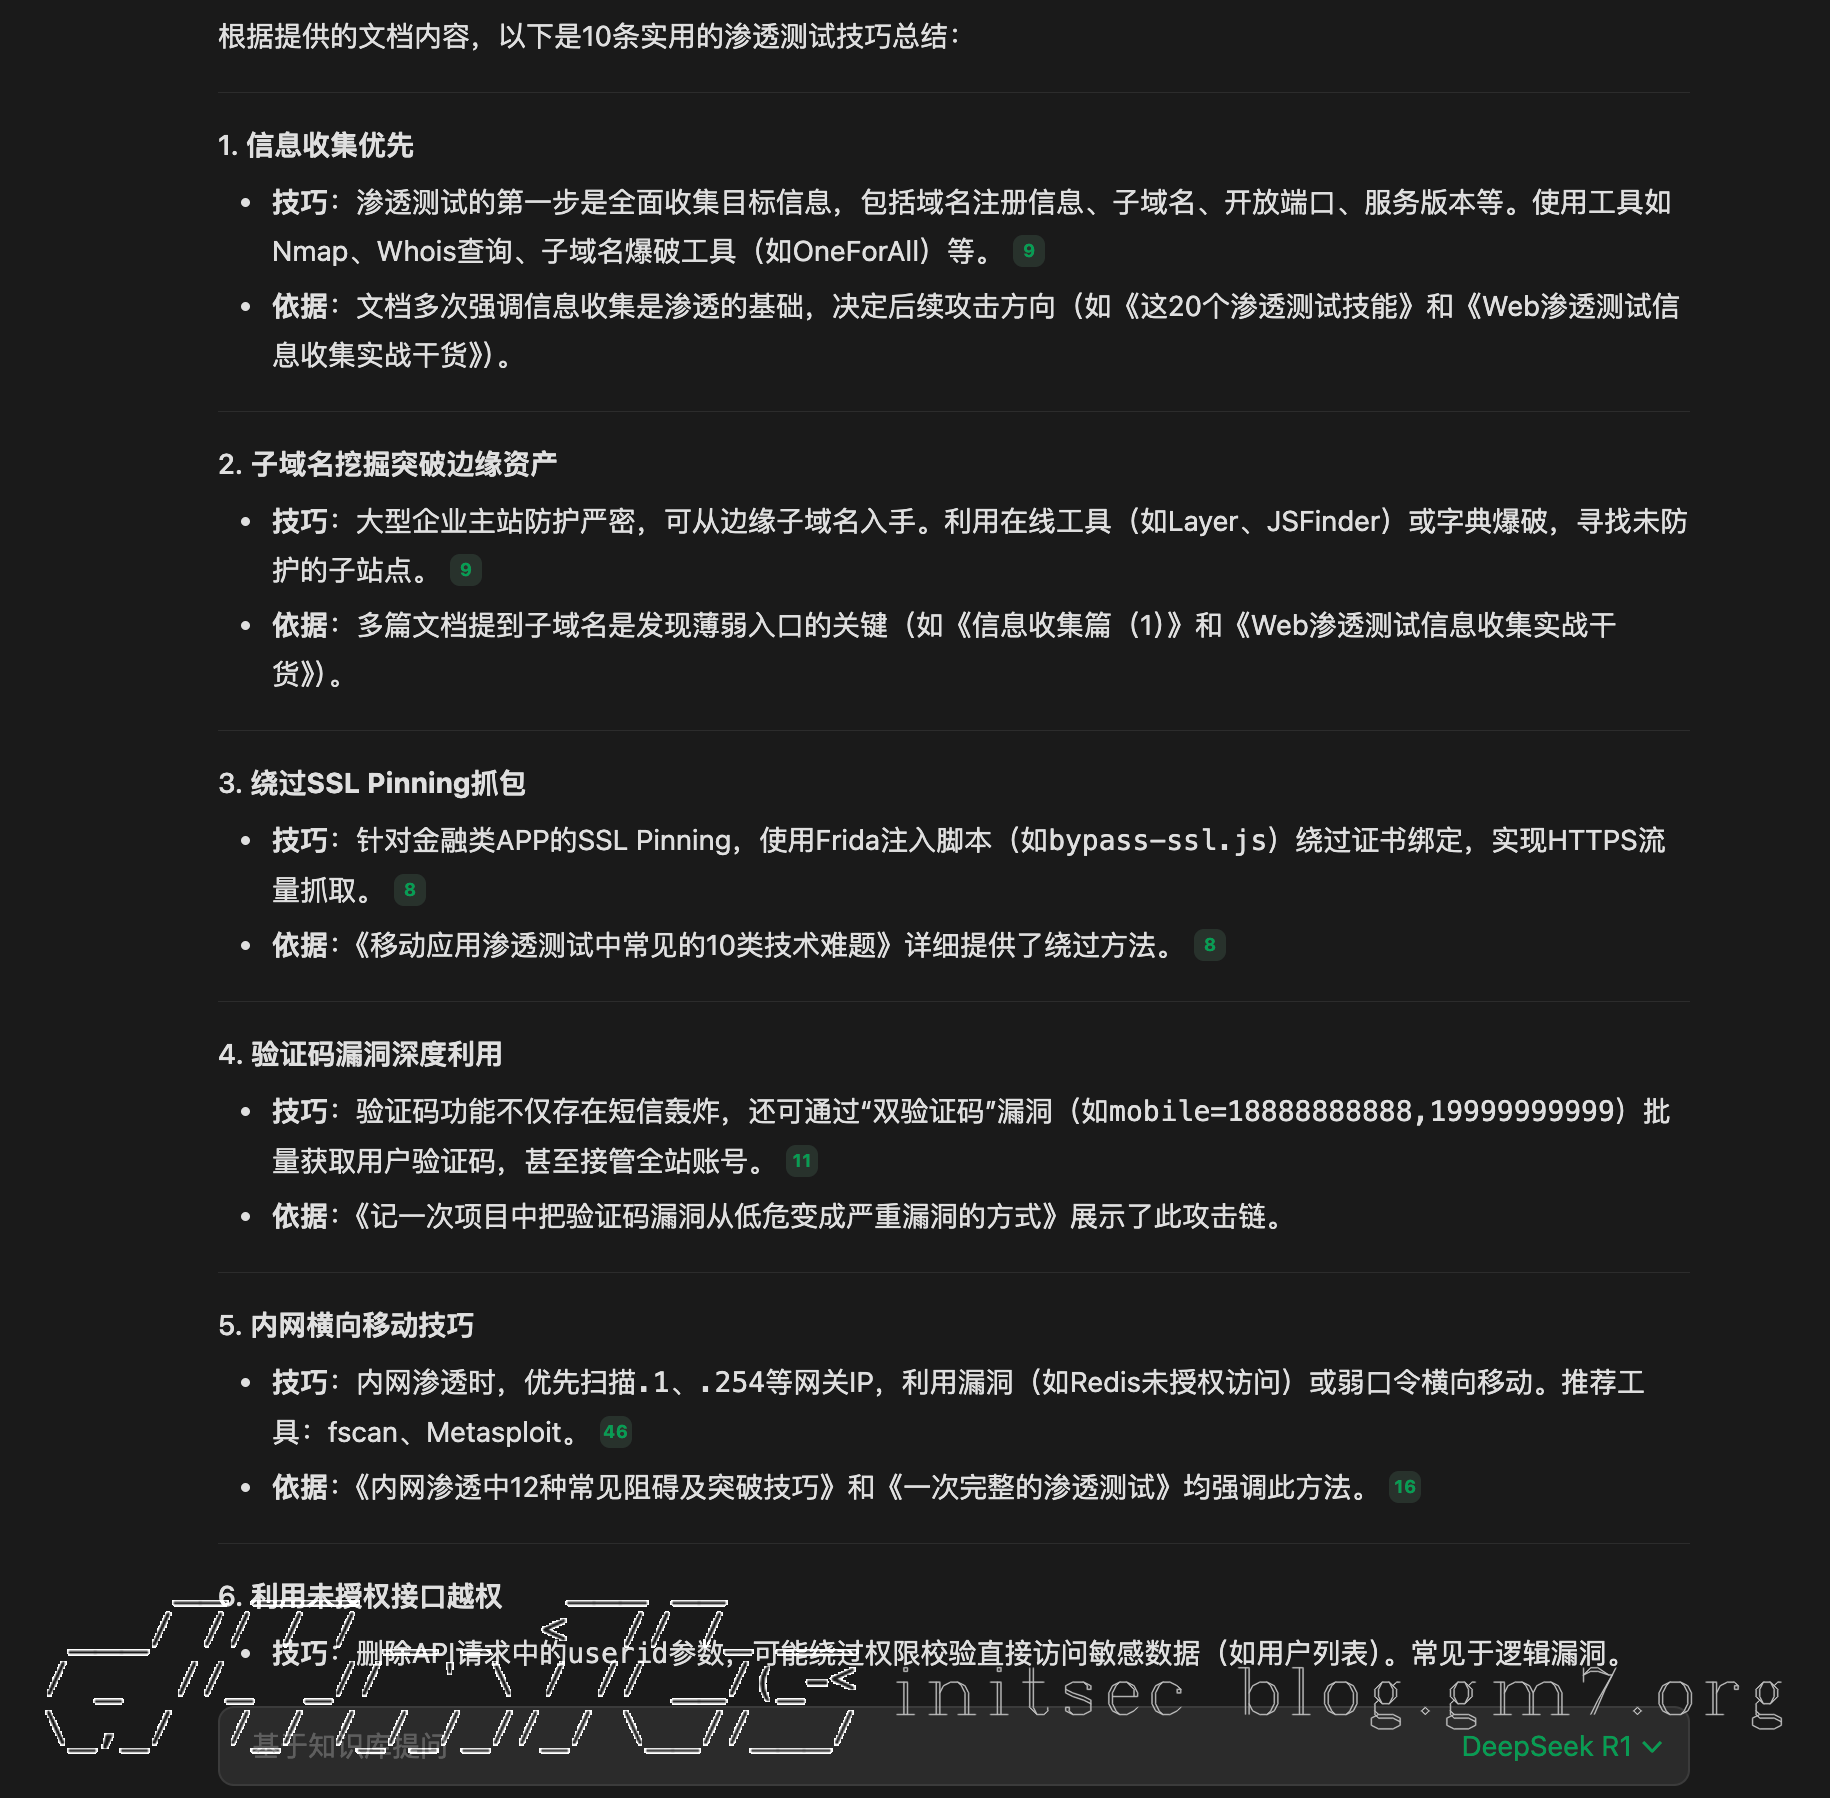 根据提供的文档内容，以下是10条实用的渗透测试技巧总结：
1. 信息收集优先
• 技巧：渗透测试的第一步是全面收集目标信息，包括域名注册信息、子域名、开放端口、服务版本等。使用工具如
Nmap、Whois查询、子域名爆破工具（如OneForAll）等。 9
• 依据：文档多次强调信息收集是渗透的基础，决定后续攻击方向（如《这20个渗透测试技能》和《Web渗透测试信
息收集实战干货》）。
2. 子域名挖掘突破边缘资产
• 技巧：大型企业主站防护严密，可从边缘子域名入手。利用在线工具（如Layer、JSFinder）或字典爆破，寻找未防
护的子站点。 9
• 依据：多篇文档提到子域名是发现薄弱入口的关键（如《信息收集篇（1）》和《Web渗透测试信息收集实战干
货》）。
3. 绕过SSL Pinning抓包
• 技巧：针对金融类APP的SSL Pinning，使用Frida注入脚本（如bypass-ssl.js）绕过证书绑定，实现HTTPS流
量抓取。 8
• 依据：《移动应用渗透测试中常见的10类技术难题》详细提供了绕过方法。 8
4. 验证码漏洞深度利用
• 技巧：验证码功能不仅存在短信轰炸，还可通过“双验证码”漏洞（如mobile=18888888888,19999999999）批
量获取用户验证码，甚至接管全站账号。 11
• 依据：《记一次项目中把验证码漏洞从低危变成严重漏洞的方式》展示了此攻击链。
5. 内网横向移动技巧
• 技巧：内网渗透时，优先扫描.1、.254等网关IP，利用漏洞（如Redis未授权访问）或弱口令横向移动。推荐工
具：fscan、Metasploit。 46
• 依据：《内网渗透中12种常见阻碍及突破技巧》和《一次完整的渗透测试》均强调此方法。 16
6. 利用未授权接口越权
• 技巧：删除API请求中的userid参数，可能绕过权限校验直接访问敏感数据（如用户列表）。常见于逻辑漏洞。
initsec blog.gm7.org
基于知识库提问
DeepSeek R1